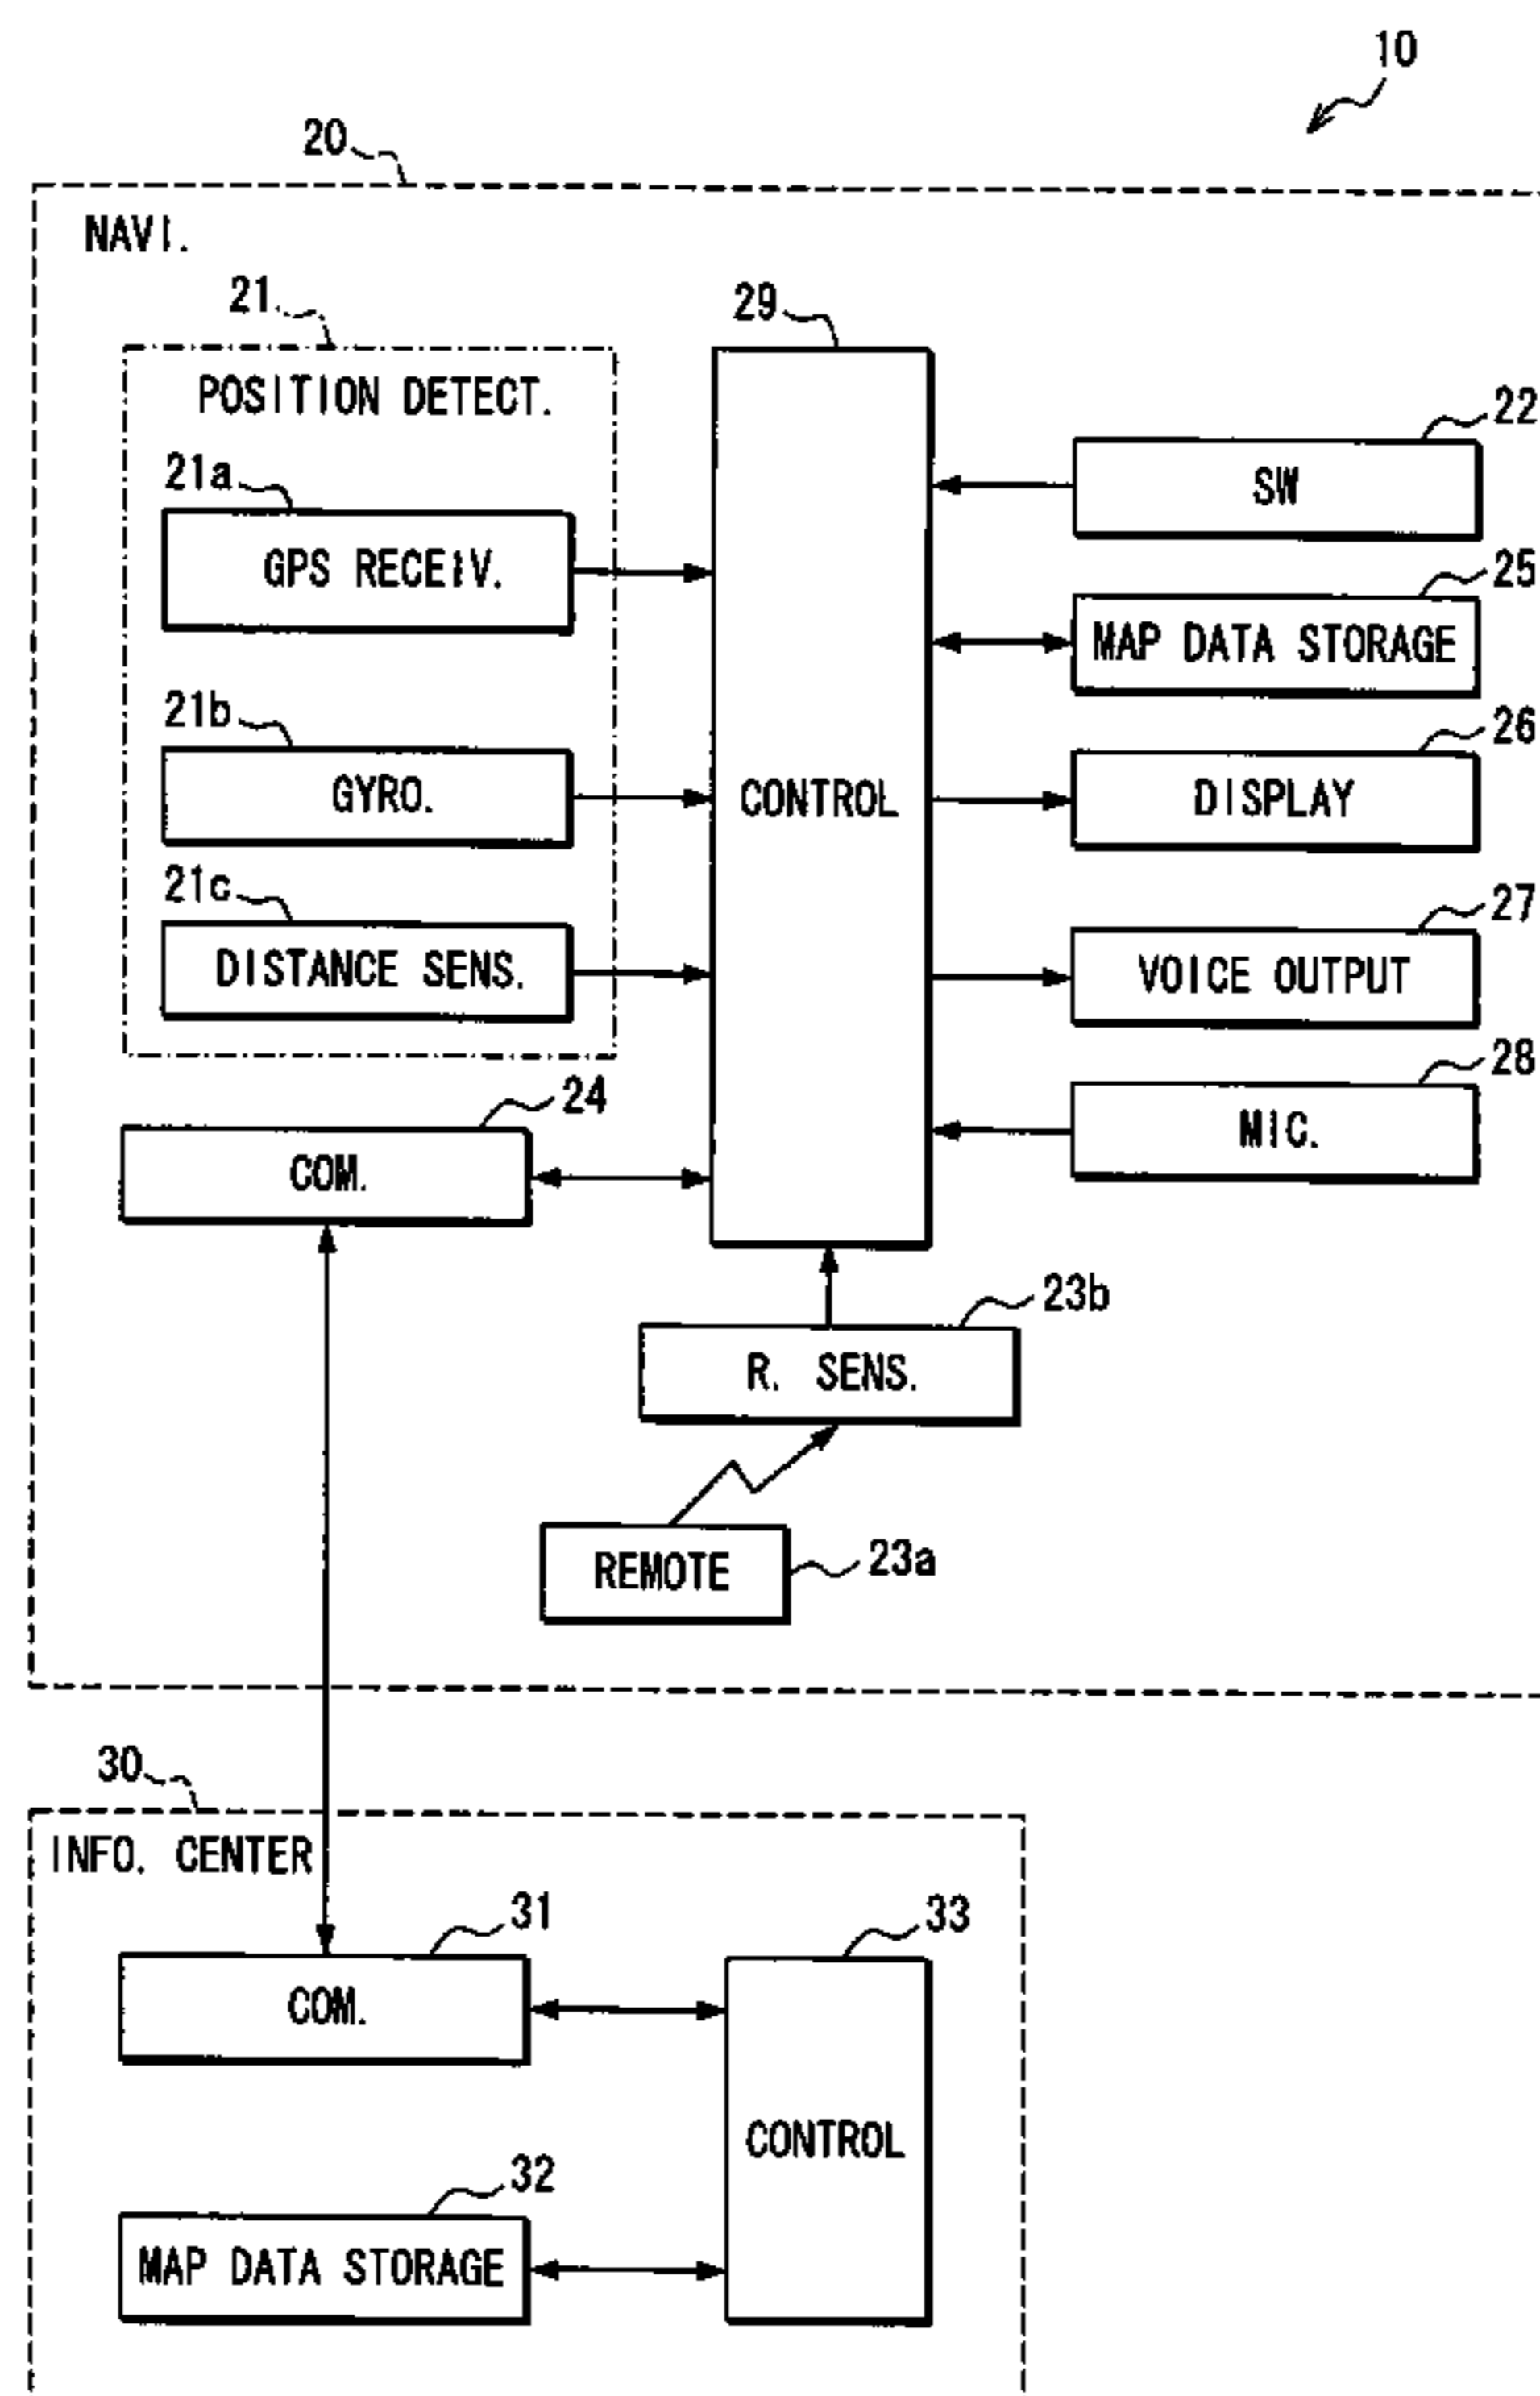 10
20
NAVI.
21
29
POSITION DETECT.
22
21a
SW
GPS RECEIV.
25
MAP DATA STORAGE
21b
26
GYRO.
CONTROL
DISPLAY
21c
27
DISTANCE SENS.
VOICE OUTPUT
28
24
MIC.
COM.
23b
R. SENS.
REMOTE
23a
30
INFO. CENTER
31
33
COM.
CONTROL
32
MAP DATA STORAGE